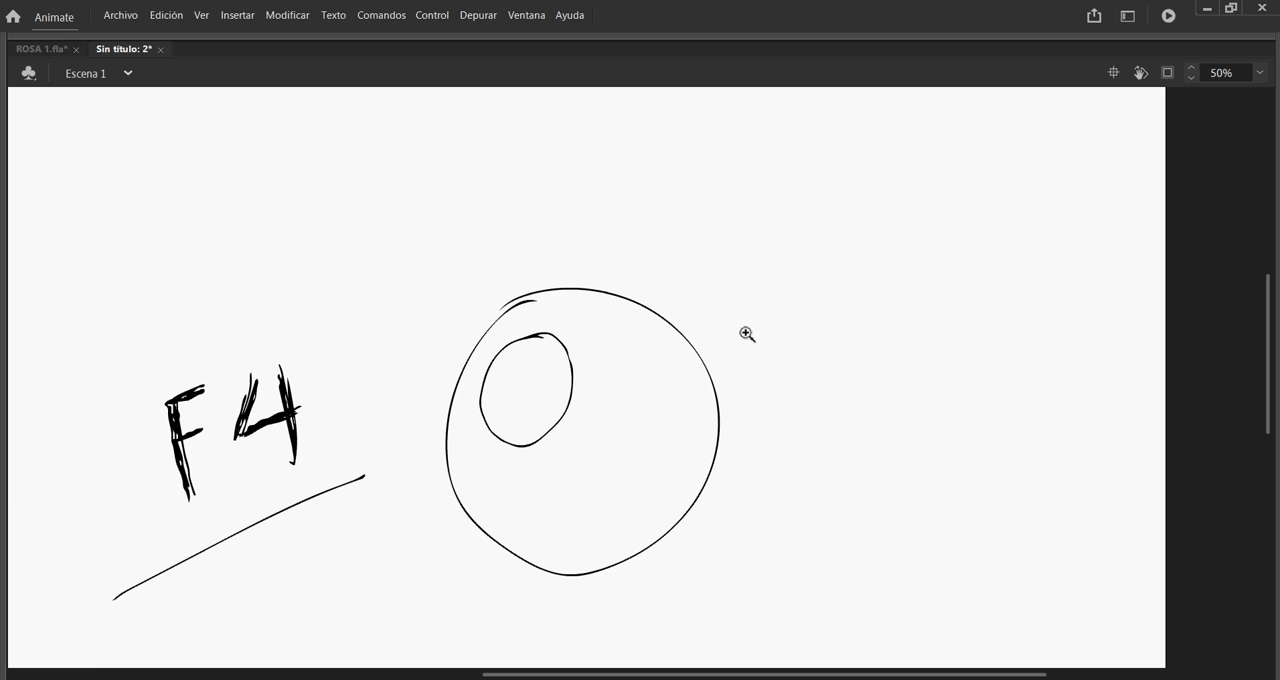 Animate Archivo Edición Ver Insertar Modificar Texto Comandos Control Depurar Ventana Ayuda
ROSA 1.fla* Sin título: 2*
Escena 1 50%
F4